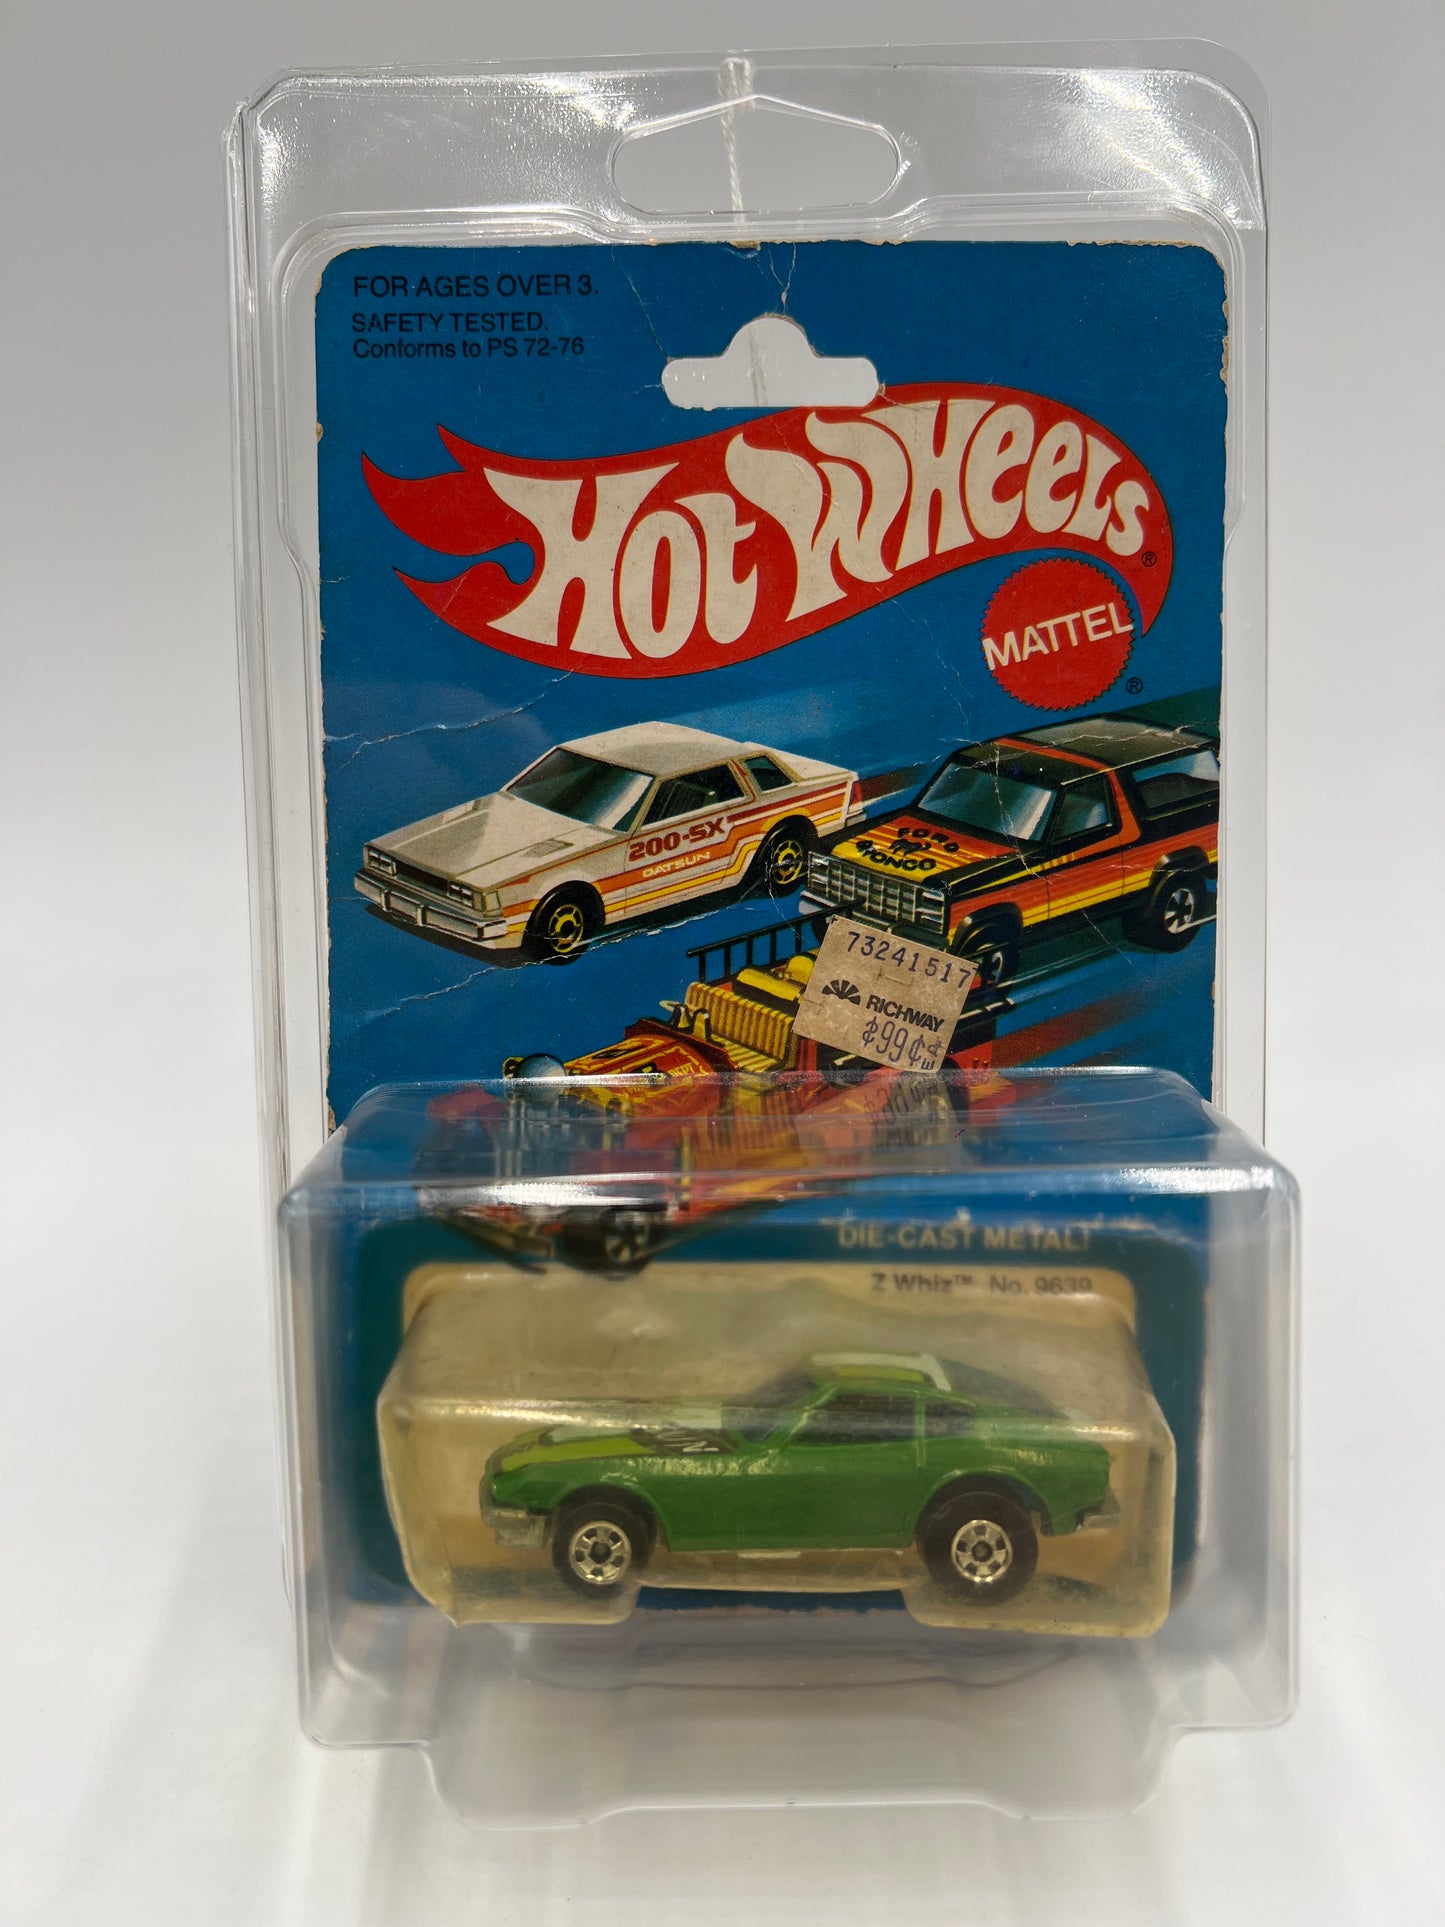 FOR AGES OVER 3.
SAFETY TESTED.
Conforms to PS 72-76
HOT WHEELS®
MATTEL
®
200-SX
DATSUN
FORD
BRONCO
73241517
RICHWAY
99¢
DIE-CAST METAL!
Z Whiz™ No. 9639